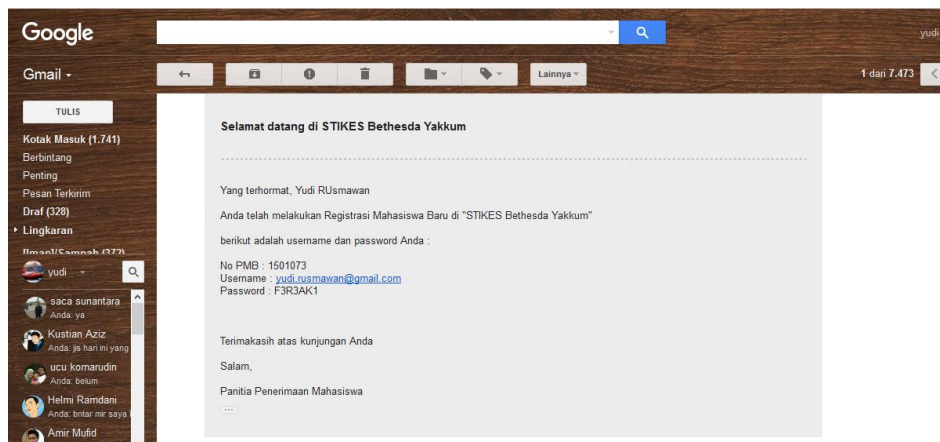 Google
yudi
Gmail
Lainnya
1 dari 7.473
TULIS
Kotak Masuk (1.741)
Berbintang
Penting
Pesan Terkirim
Draf (328)
Lingkaran
[Imap]/Sampah (372)
yudi
saca sunantara
Anda: ya
Kustian Aziz
Anda: jis hari ini yang
ucu komarudin
Anda: belum
Helmi Ramdani
Anda: bntar mir saya
Amir Mufid
Selamat datang di STIKES Bethesda Yakkum
Yang terhormat, Yudi RUsmawan
Anda telah melakukan Registrasi Mahasiswa Baru di "STIKES Bethesda Yakkum"
berikut adalah username dan password Anda :
No PMB : 1501073
Username : yudi.rusmawan@gmail.com
Password : F3R3AK1
Terimakasih atas kunjungan Anda
Salam,
Panitia Penerimaan Mahasiswa